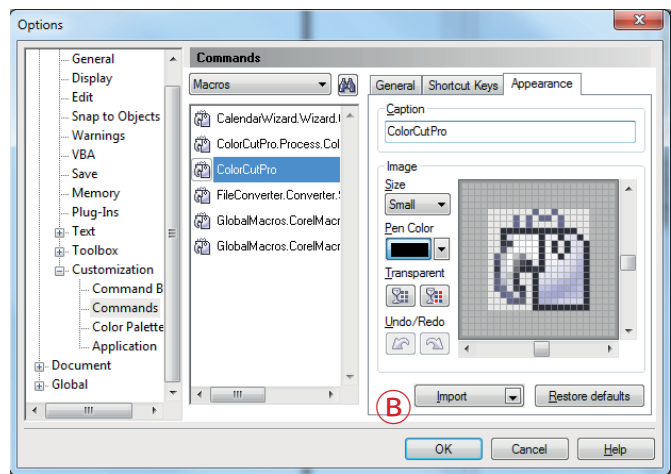 Options
General
Display
Edit
Snap to Objects
Warnings
VBA
Save
Memory
Plug-Ins
Text
Toolbox
Customization
Command B
Commands
Color Palette
Application
Document
Global
Commands
Macros
CalendarWizard.Wizard.
ColorCutPro.Process.Col
ColorCutPro
FileConverter.Converter.
GlobalMacros.CorelMacr
GlobalMacros.CorelMacr
General
Shortcut Keys
Appearance
Caption
ColorCutPro
Image
Size
Small
Pen Color
Transparent
Undo/Redo
B
Import
Restore defaults
OK
Cancel
Help